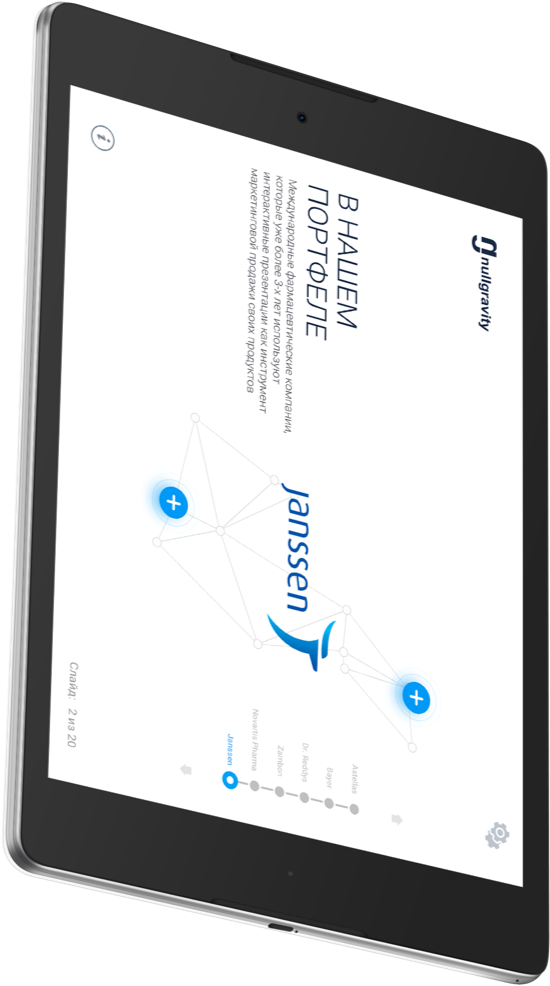 nullgravity
В НАШЕМ
ПОРТФЕЛЕ
Международные фармацевтические компании,
которые уже более 3-х лет используют
интерактивные презентации как инструмент
маркетинговой продажи своих продуктов
Janssen
Astellas
Bayer
Dr. Reddys
Zambon
Novartis Pharma
Janssen
i
Слайд: 2 из 20